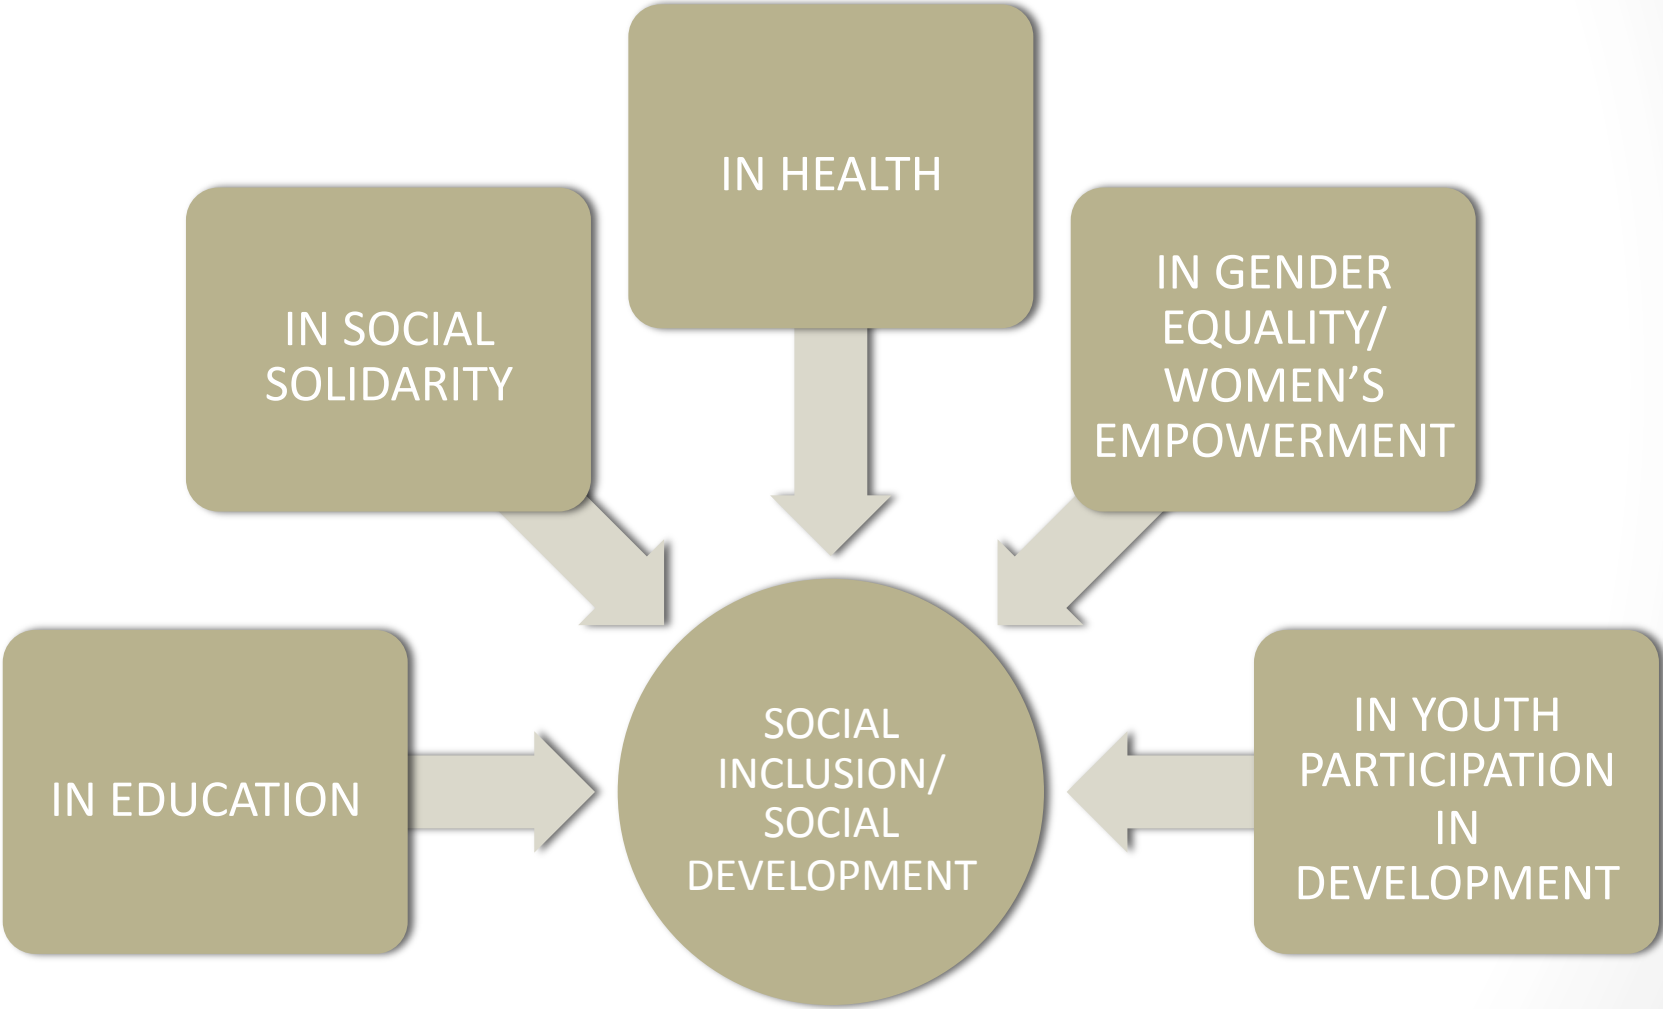 IN HEALTH
IN SOCIAL
SOLIDARITY
IN GENDER
EQUALITY/
WOMEN’S
EMPOWERMENT
IN EDUCATION
SOCIAL
INCLUSION/
SOCIAL
DEVELOPMENT
IN YOUTH
PARTICIPATION
IN
DEVELOPMENT